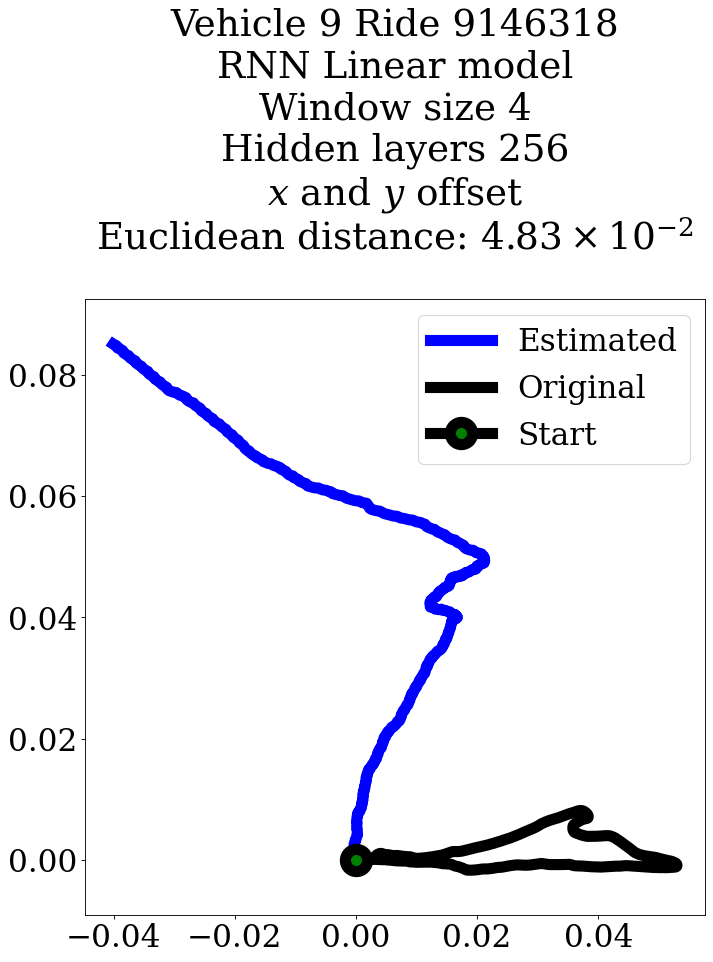 Vehicle 9 Ride 9146318
RNN Linear model
Window size 4
Hidden layers 256
x and y offset
Euclidean distance: 4.83 × 10⁻²
Estimated
Original
Start
0.08
0.06
0.04
0.02
0.00
−0.04 −0.02 0.00 0.02 0.04